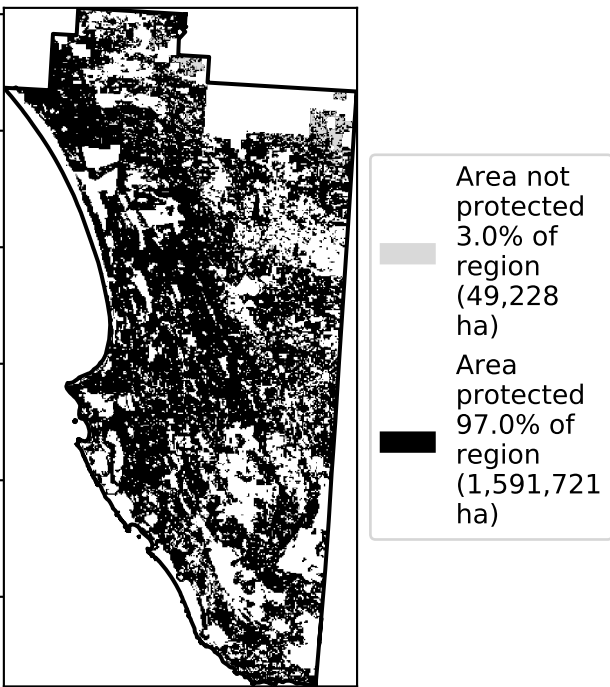 Area not
protected
3.0% of
region
(49,228
ha)
Area
protected
97.0% of
region
(1,591,721
ha)